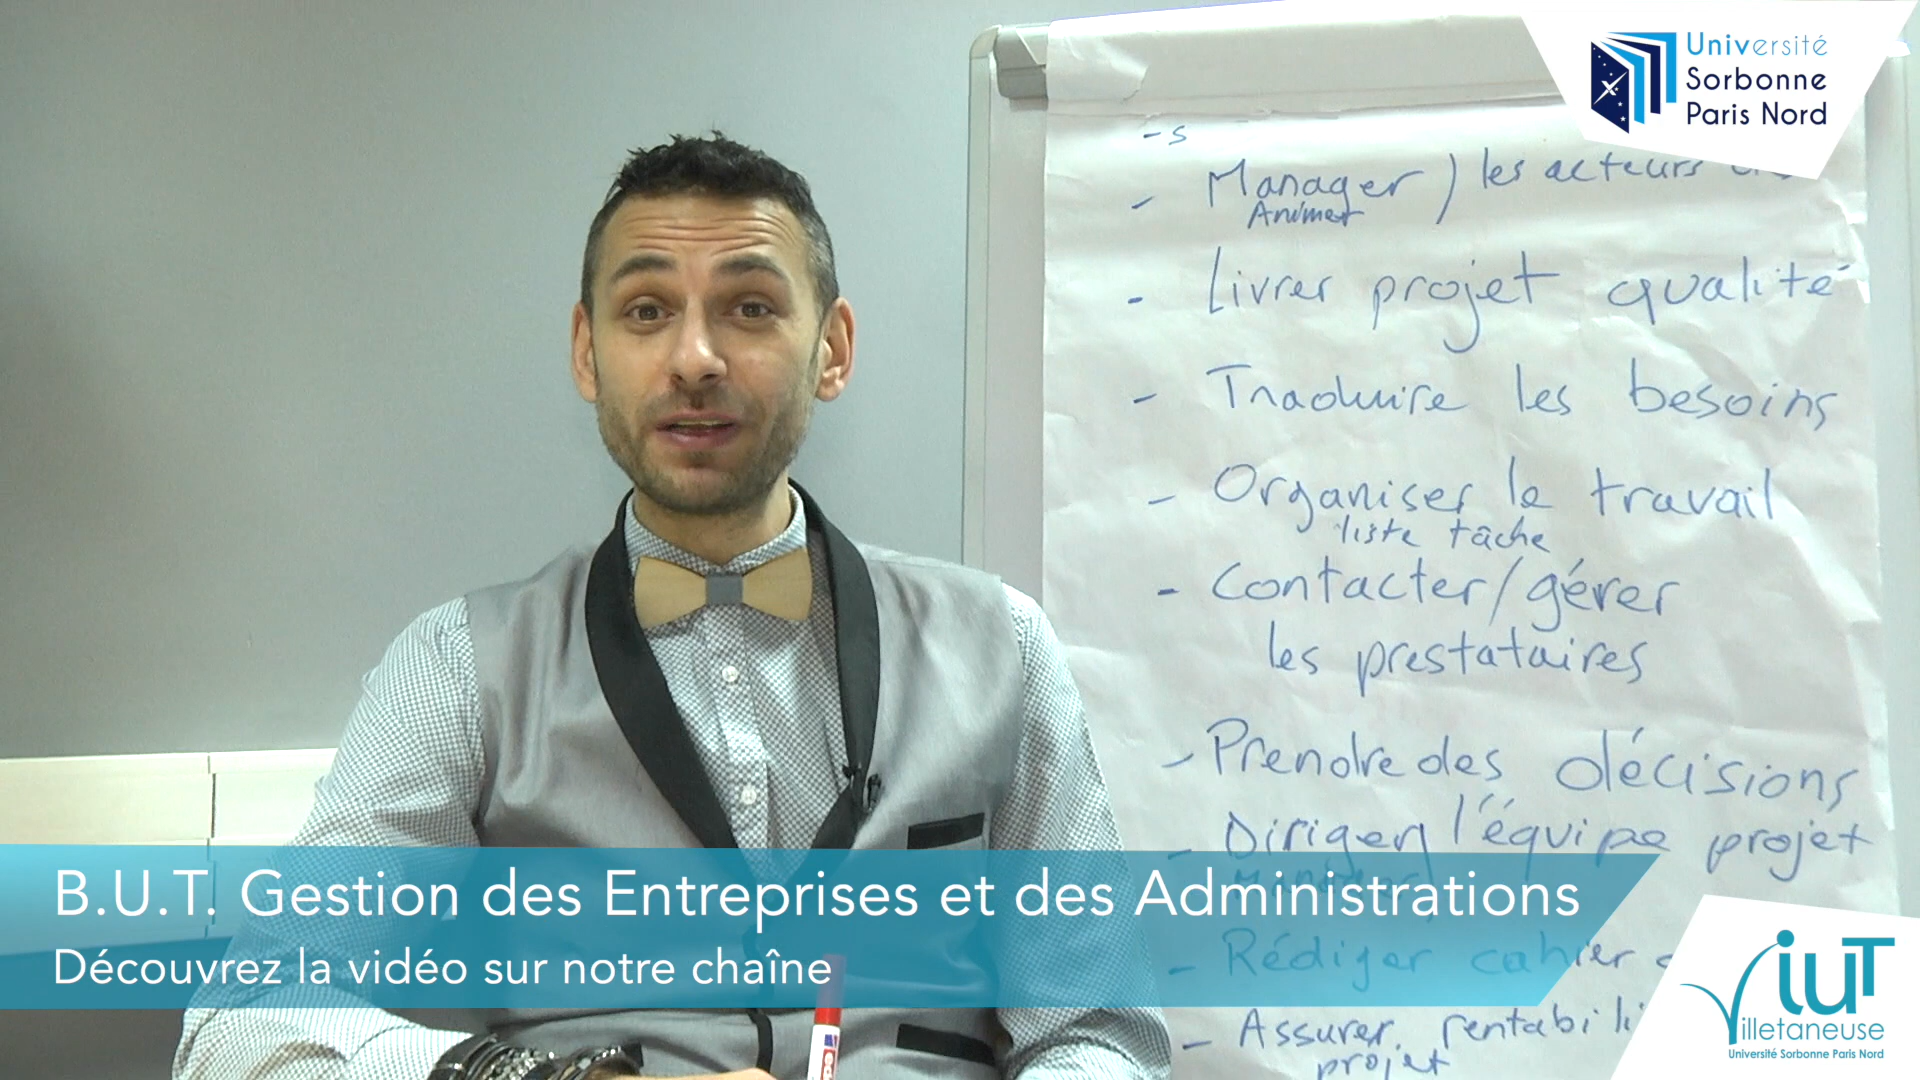 Université
Sorbonne
Paris Nord
- s
- Manager ) les acteurs
Animer
- Livrer projet qualité
- Traduire les besoins
- Organiser le travail
liste tâche
- Contacter/gérer
les prestataires
- Prendre des décisions
- Diriger l'équipe projet
Manager
- Rédiger cahier
- Assurer rentabili
projet
B.U.T. Gestion des Entreprises et des Administrations
Découvrez la vidéo sur notre chaîne
iUT
Villetaneuse
Université Sorbonne Paris Nord